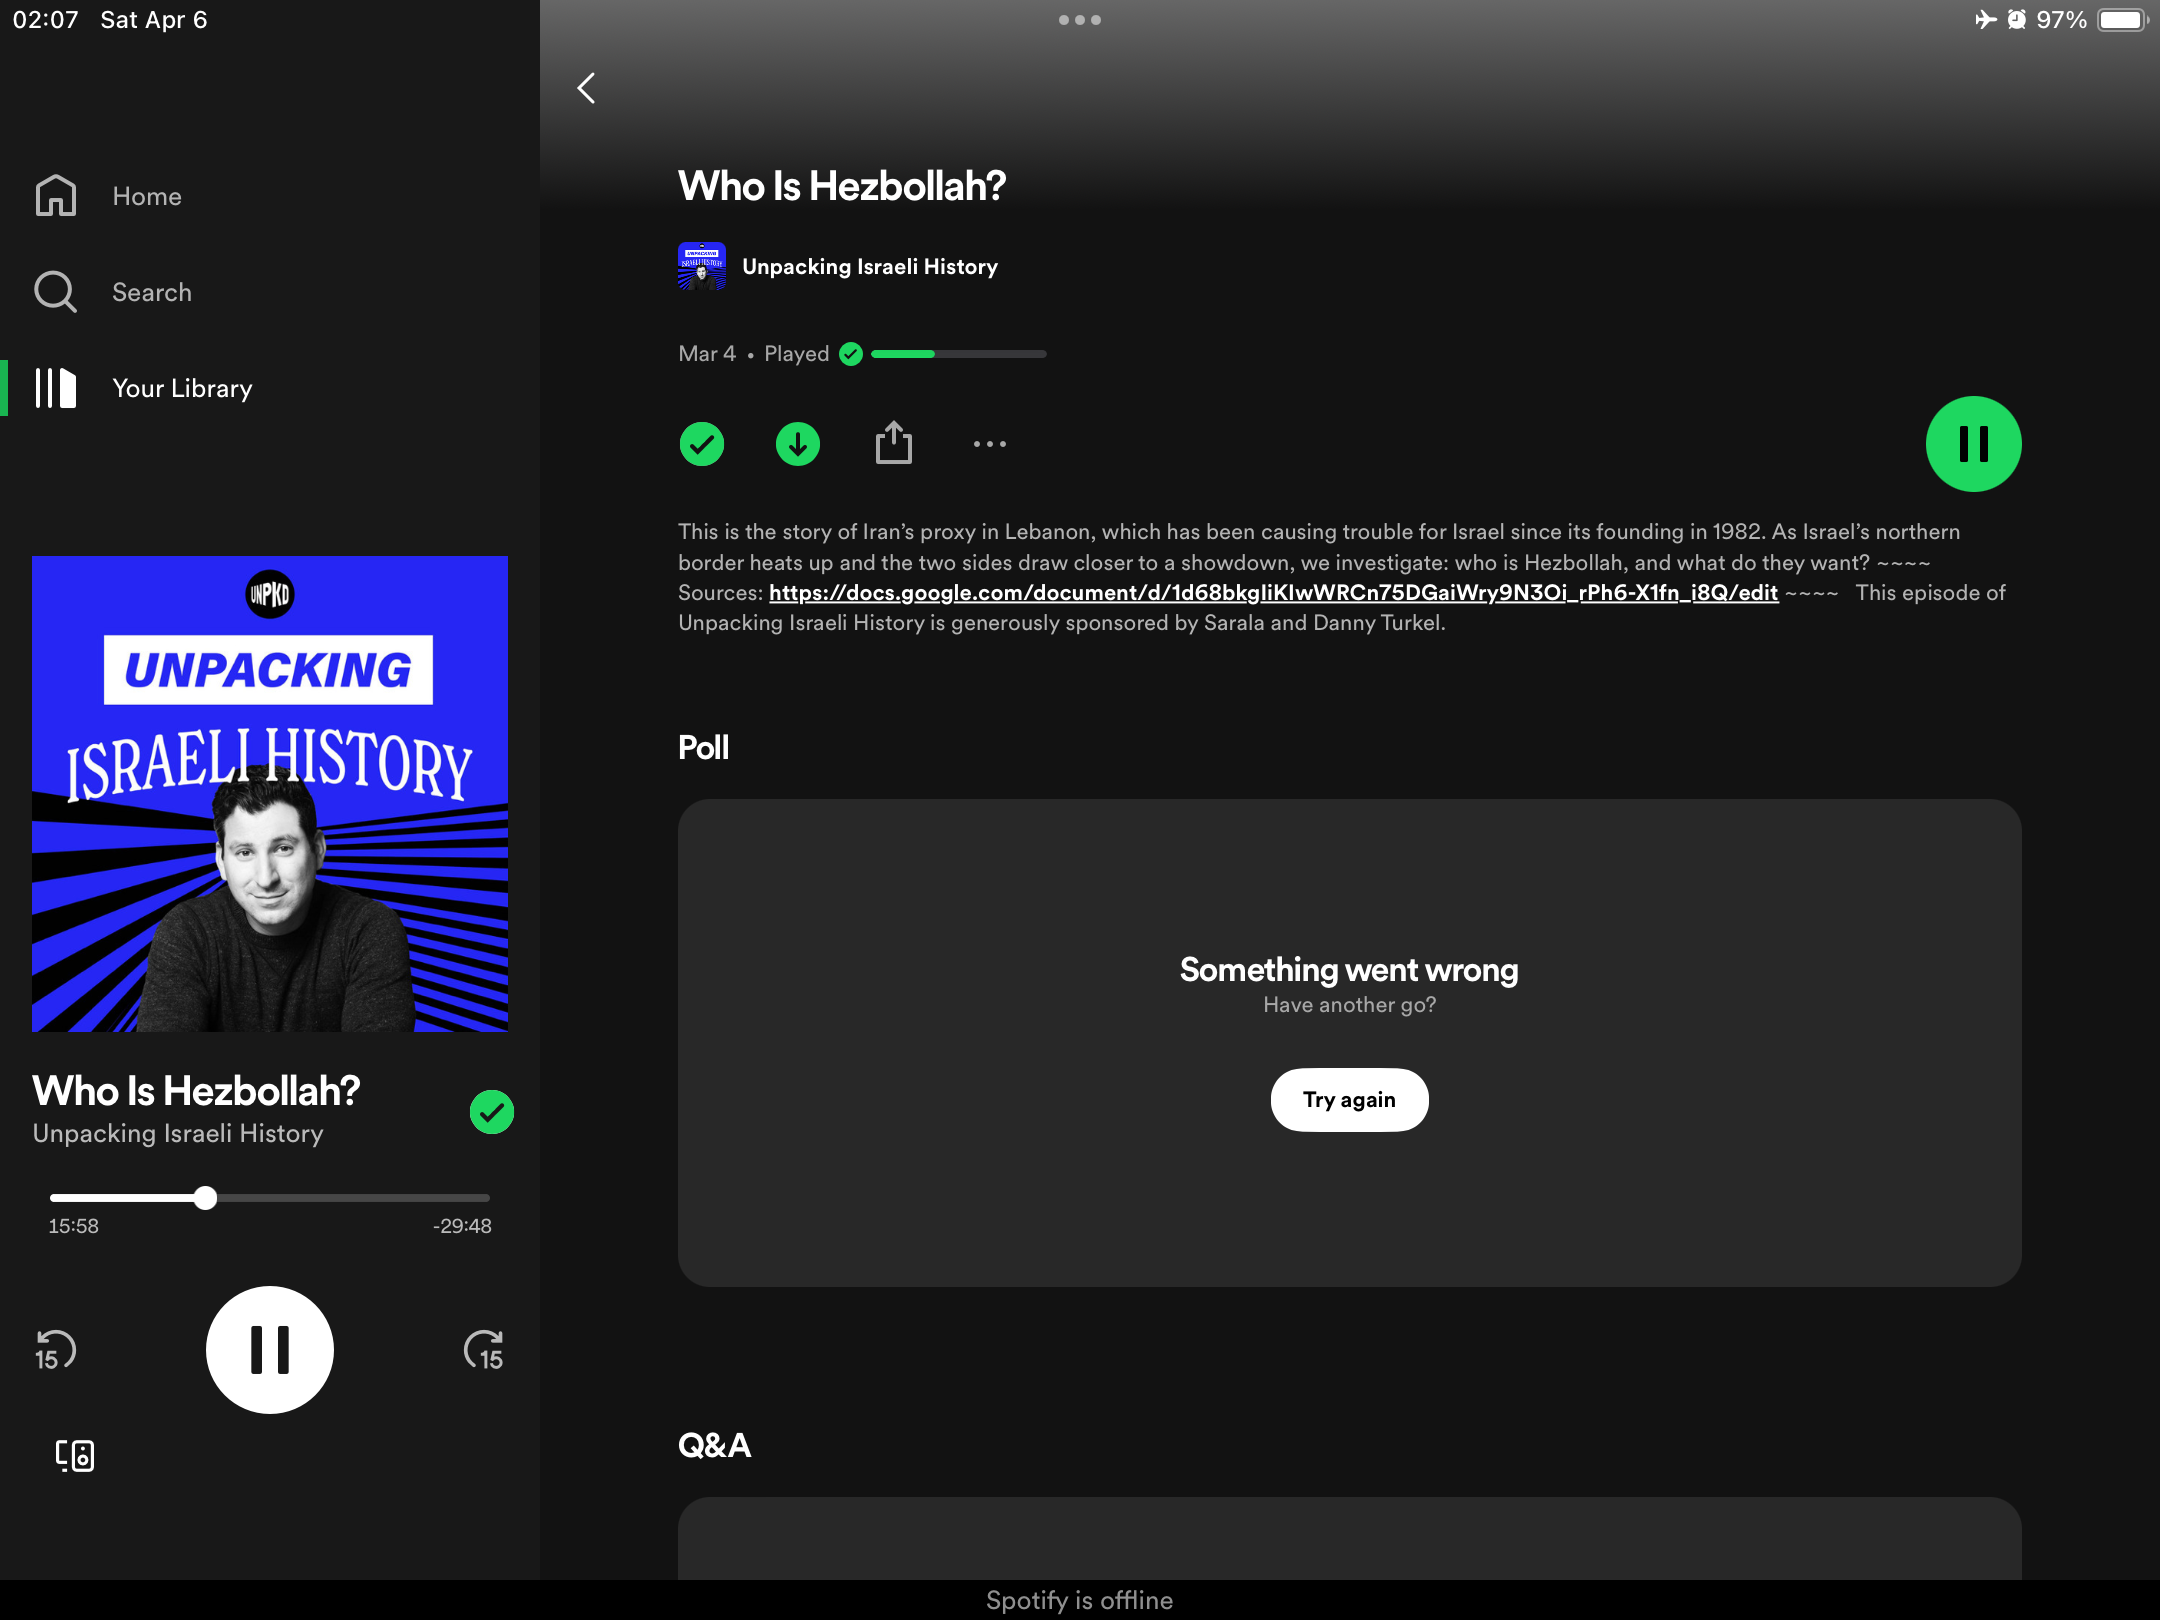 02:07 Sat Apr 6
97%
Home
Search
Your Library
UNPKD
UNPACKING
ISRAELI HISTORY
Who Is Hezbollah?
Unpacking Israeli History
15:58
-29:48
15
15
Who Is Hezbollah?
UNPACKING
ISRAELI HISTORY
Unpacking Israeli History
Mar 4 • Played
This is the story of Iran’s proxy in Lebanon, which has been causing trouble for Israel since its founding in 1982. As Israel’s northern
border heats up and the two sides draw closer to a showdown, we investigate: who is Hezbollah, and what do they want? ~~~~
Sources: https://docs.google.com/document/d/1d68bkgIiKIwWRCn75DGaiWry9N3Oi_rPh6-X1fn_i8Q/edit ~~~~ This episode of
Unpacking Israeli History is generously sponsored by Sarala and Danny Turkel.
Poll
Something went wrong
Have another go?
Try again
Q&A
Spotify is offline